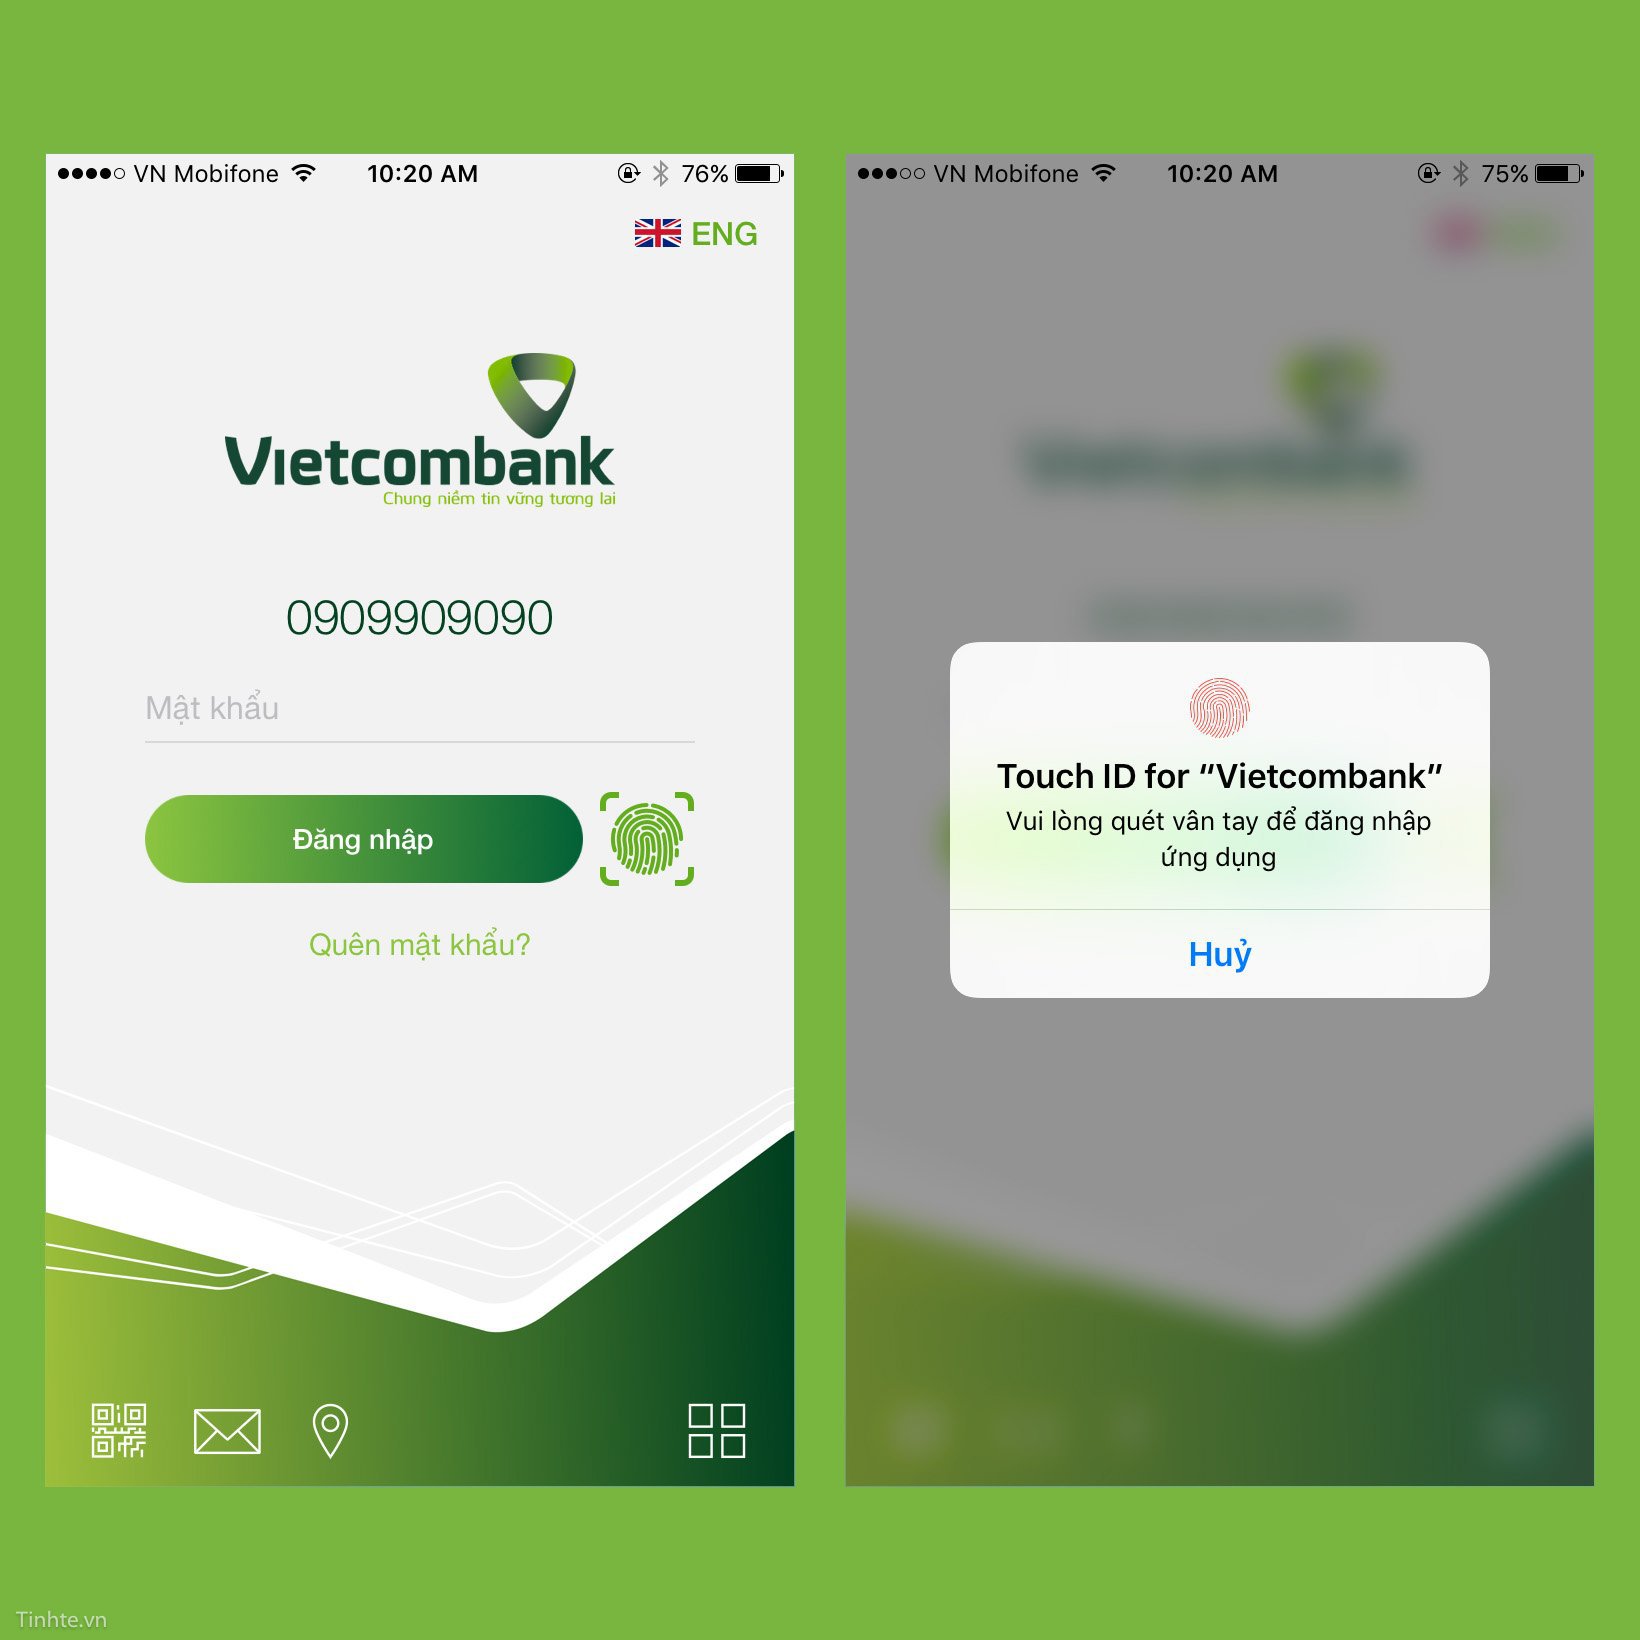 VN Mobifone 10:20 AM 76%
ENG
Vietcombank
Chung niềm tin vững tương lai
0909909090
Mật khẩu
Đăng nhập
Quên mật khẩu?
VN Mobifone 10:20 AM 75%
Touch ID for “Vietcombank”
Vui lòng quét vân tay để đăng nhập
ứng dụng
Huỷ
Tinhte.vn